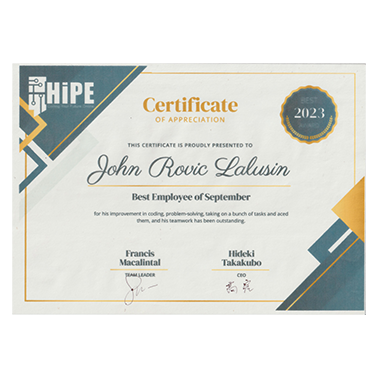 HiPE
Certificate
OF APPRECIATION
BEST
2023
AWARD
THIS CERTIFICATE IS PROUDLY PRESENTED TO
John Rovic Lalusin
Best Employee of September
for his improvement in coding, problem-solving, taking on a bunch of tasks and aced
them, and his teamwork has been outstanding.
Francis
Macalintal
TEAM LEADER
Hideki
Takakubo
CEO